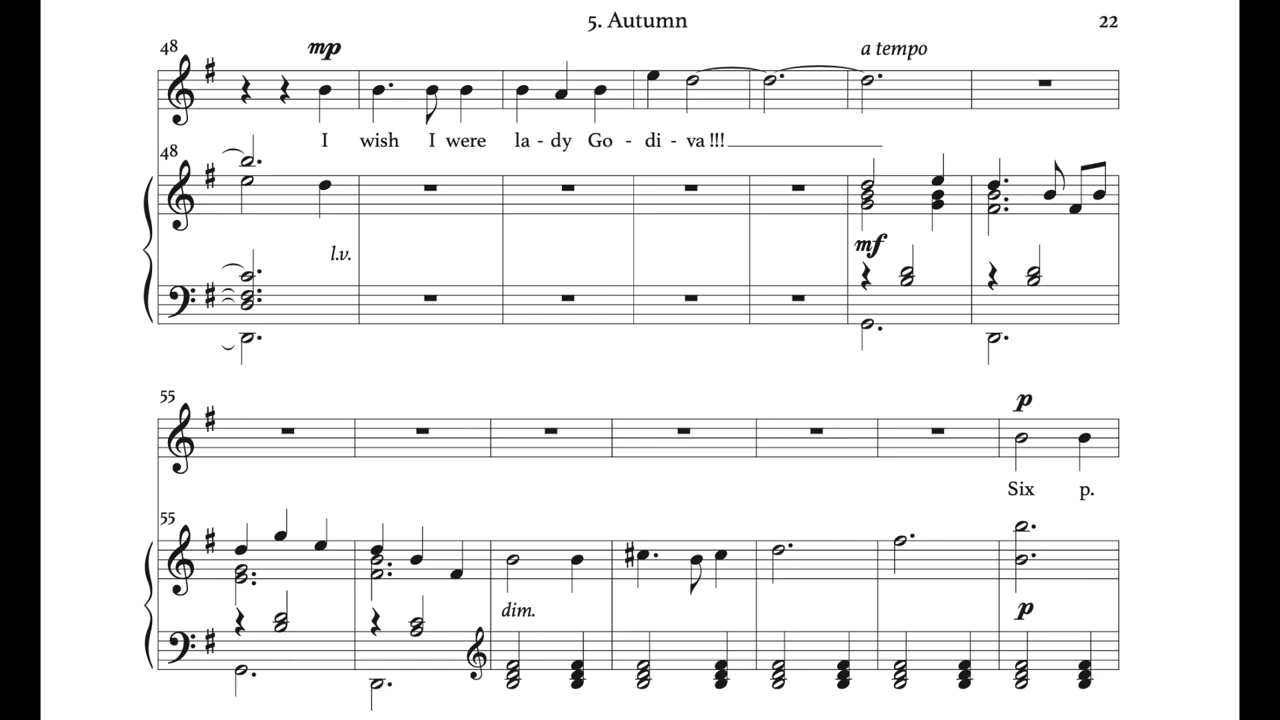 5. Autumn 22
48 mp a tempo
I wish I were la - dy Go - di - va !!!
48
l.v. mf
55 p
Six p.
55
dim. p